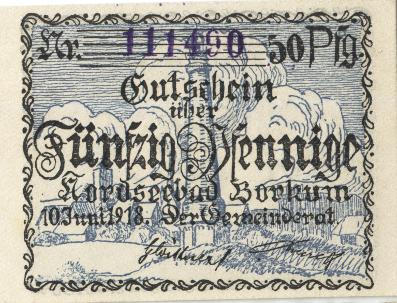 Nr. 111490 50 Pfg.
Gutschein
über
Fünfzig Pfennige
Nordseebad Borkum
10. Juni 1918. Der Gemeinderat